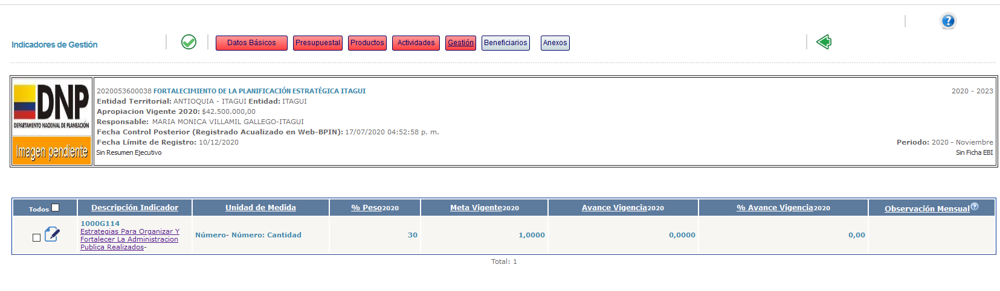 Indicadores de Gestión
Datos Básicos Presupuestal Productos Actividades Gestión Beneficiarios Anexos
DNP
DEPARTAMENTO NACIONAL DE PLANEACIÓN
Imagen pendiente
2020053600038 FORTALECIMIENTO DE LA PLANIFICACIÓN ESTRATÉGICA ITAGUI 2020 - 2023
Entidad Territorial: ANTIOQUIA - ITAGUI Entidad: ITAGUI
Apropiacion Vigente 2020: $42.500.000,00
Responsable: MARIA MONICA VILLAMIL GALLEGO-ITAGUI
Fecha Control Posterior (Registrado Acualizado en Web-BPIN): 17/07/2020 04:52:58 p. m.
Fecha Límite de Registro: 10/12/2020 Periodo: 2020 - Noviembre
Sin Resumen Ejecutivo Sin Ficha EBI
Todos Descripción Indicador Unidad de Medida % Peso2020 Meta Vigente2020 Avance Vigencia2020 % Avance Vigencia2020 Observación Mensual ?
1000G114
Estrategias Para Organizar Y
Fortalecer La Administracion
Publica Realizados-
Número- Número: Cantidad 30 1,0000 0,0000 0,00
Total: 1